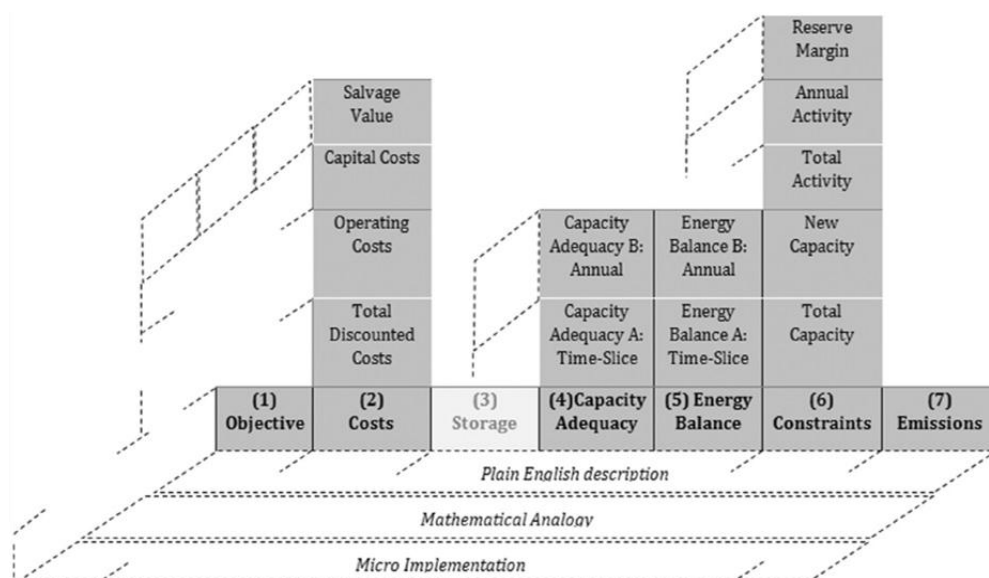 Reserve
Margin
Salvage
Value
Annual
Activity
Capital Costs
Total
Activity
Operating
Costs
Capacity
Adequacy B:
Annual
Energy
Balance B:
Annual
New
Capacity
Total
Discounted
Costs
Capacity
Adequacy A:
Time-Slice
Energy
Balance A:
Time-Slice
Total
Capacity
(1)
Objective
(2)
Costs
(3)
Storage
(4)Capacity
Adequacy
(5) Energy
Balance
(6)
Constraints
(7)
Emissions
Plain English description
Mathematical Analogy
Micro Implementation